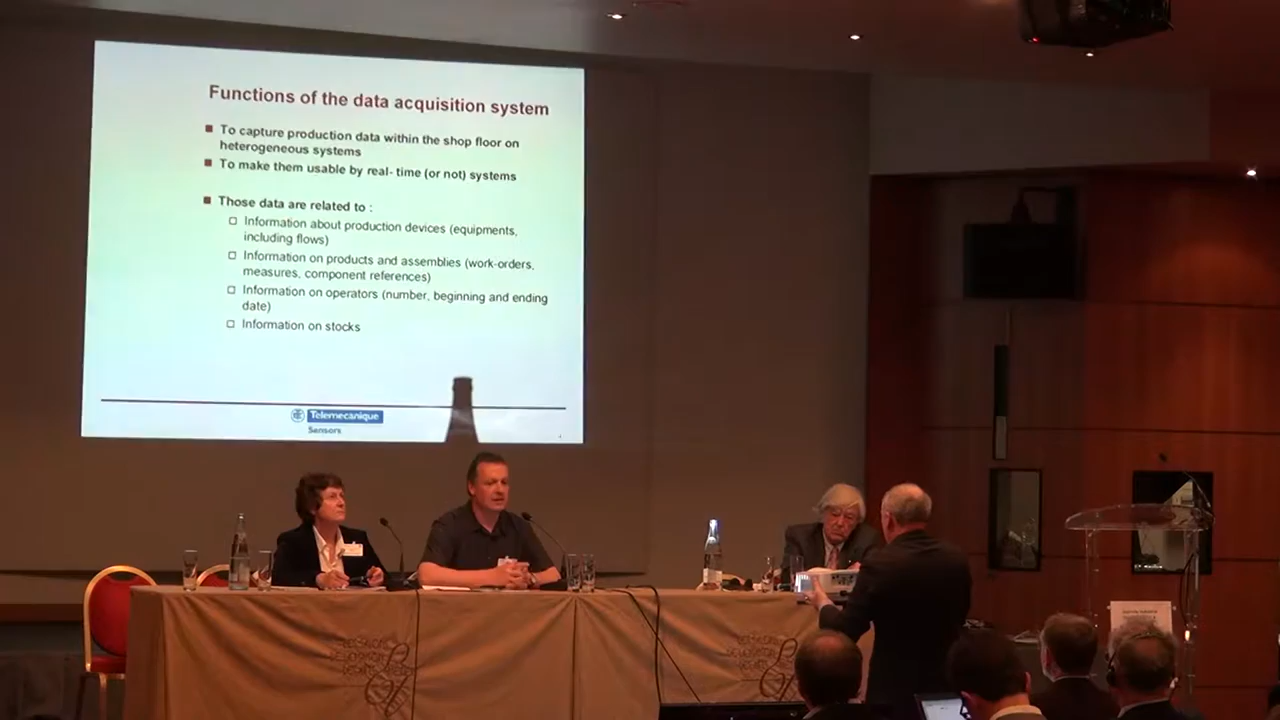 Functions of the data acquisition system
To capture production data within the shop floor on
heterogeneous systems
To make them usable by real- time (or not) systems
Those data are related to :
Information about production devices (equipments,
including flows)
Information on products and assemblies (work-orders,
measures, component references)
Information on operators (number, beginning and ending
date)
Information on stocks
Telemecanique
Sensors